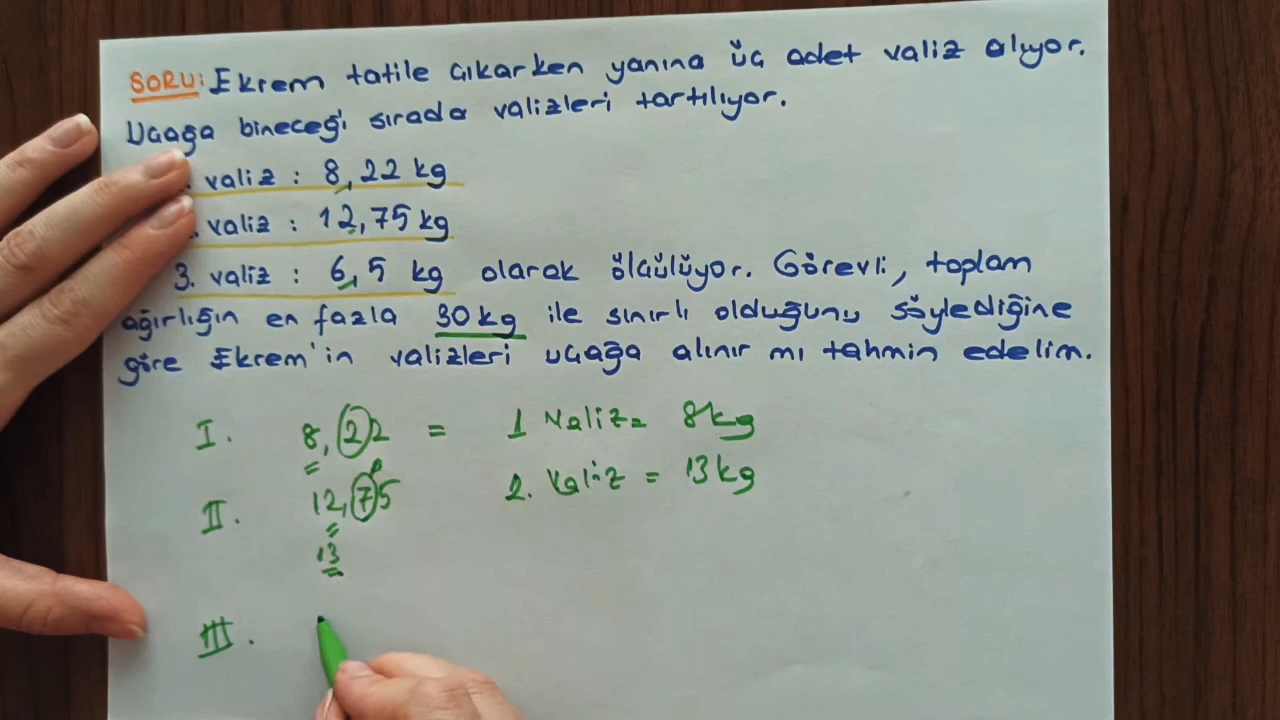 SORU: Ekrem tatile çıkarken yanına üç adet valiz alıyor.
Uçağa bineceği sırada valizleri tartılıyor.
. valiz : 8,22 kg
. valiz : 12,75 kg
3. valiz : 6,5 kg olarak ölçülüyor. Görevli, toplam
ağırlığın en fazla 30 kg ile sınırlı olduğunu söylediğine
göre Ekrem'in valizleri uçağa alınır mı tahmin edelim.
I. 8,22 = 1 Valiz = 8kg
II. 12,75 2. Valiz = 13 kg
13
III.